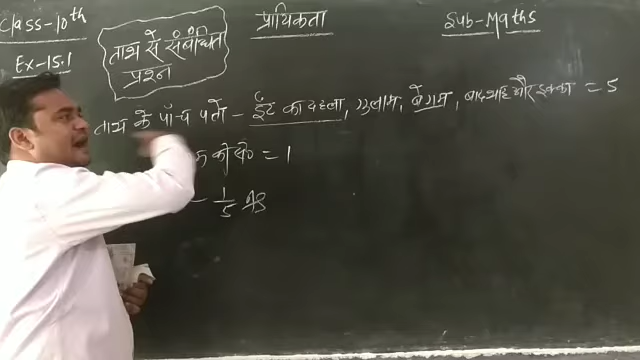 Class-10th
प्रायिकता
Sub-Maths
Ex-15.1
ताश से संबंधित
प्रश्न
ताश के पाँच पत्तों - ईंट का दहला, गुलाम, बेगम, बादशाह और इक्का = 5
= 1
1/5